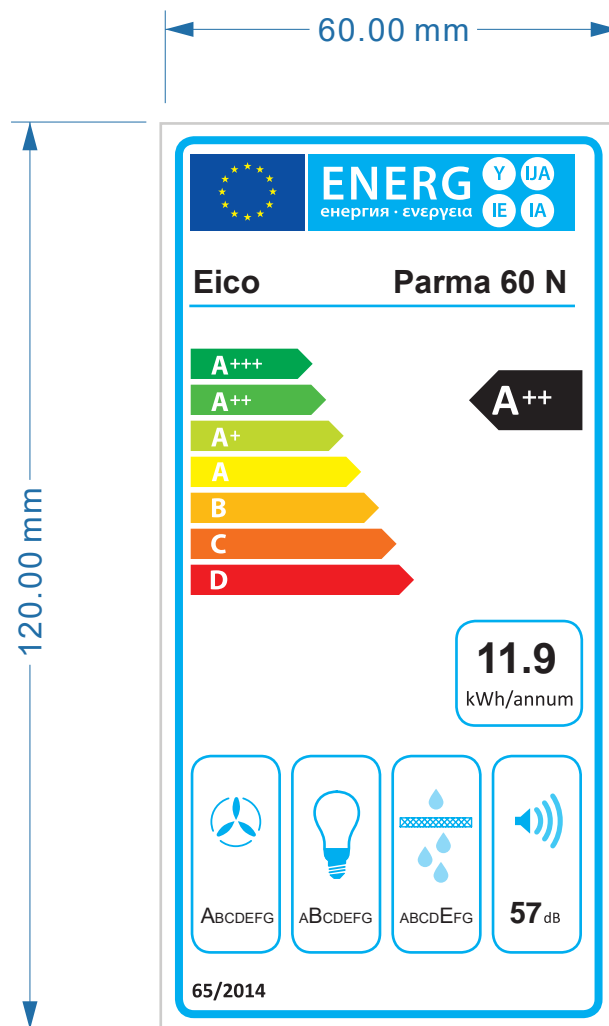 60.00 mm
120.00 mm
ENERG Y IJA
енергия · ενεργεια IE IA
Eico Parma 60 N
A+++
A++ A++
A+
A
B
C
D
11.9
kWh/annum
ABCDEFG ABCDEFG ABCDEFG 57 dB
65/2014